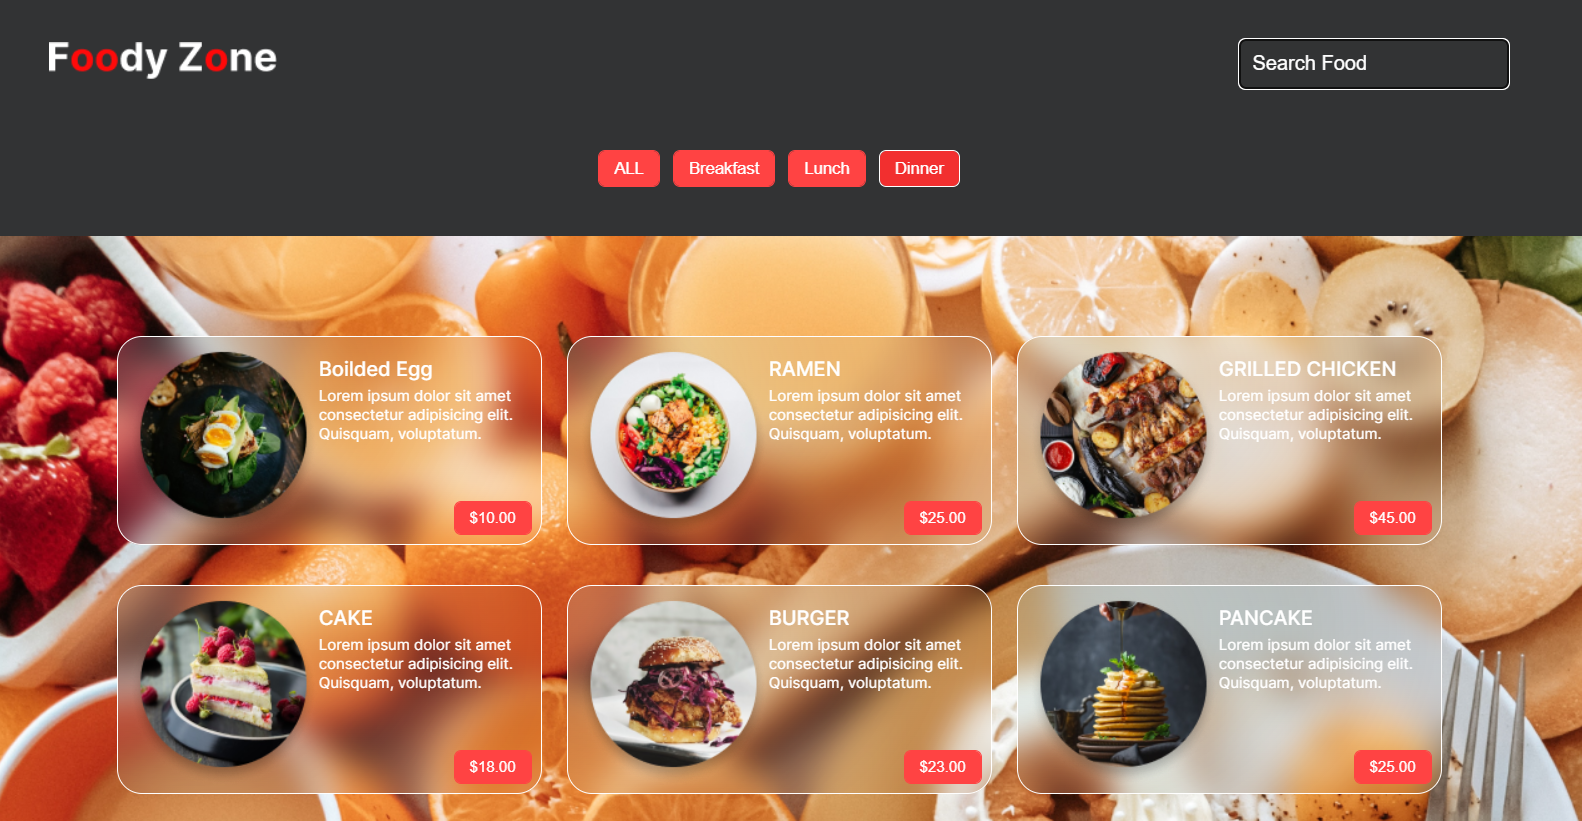 Foody Zone
Search Food
ALL
Breakfast
Lunch
Dinner
Boilded Egg
Lorem ipsum dolor sit amet
consectetur adipisicing elit.
Quisquam, voluptatum.
$10.00
RAMEN
Lorem ipsum dolor sit amet
consectetur adipisicing elit.
Quisquam, voluptatum.
$25.00
GRILLED CHICKEN
Lorem ipsum dolor sit amet
consectetur adipisicing elit.
Quisquam, voluptatum.
$45.00
CAKE
Lorem ipsum dolor sit amet
consectetur adipisicing elit.
Quisquam, voluptatum.
$18.00
BURGER
Lorem ipsum dolor sit amet
consectetur adipisicing elit.
Quisquam, voluptatum.
$23.00
PANCAKE
Lorem ipsum dolor sit amet
consectetur adipisicing elit.
Quisquam, voluptatum.
$25.00